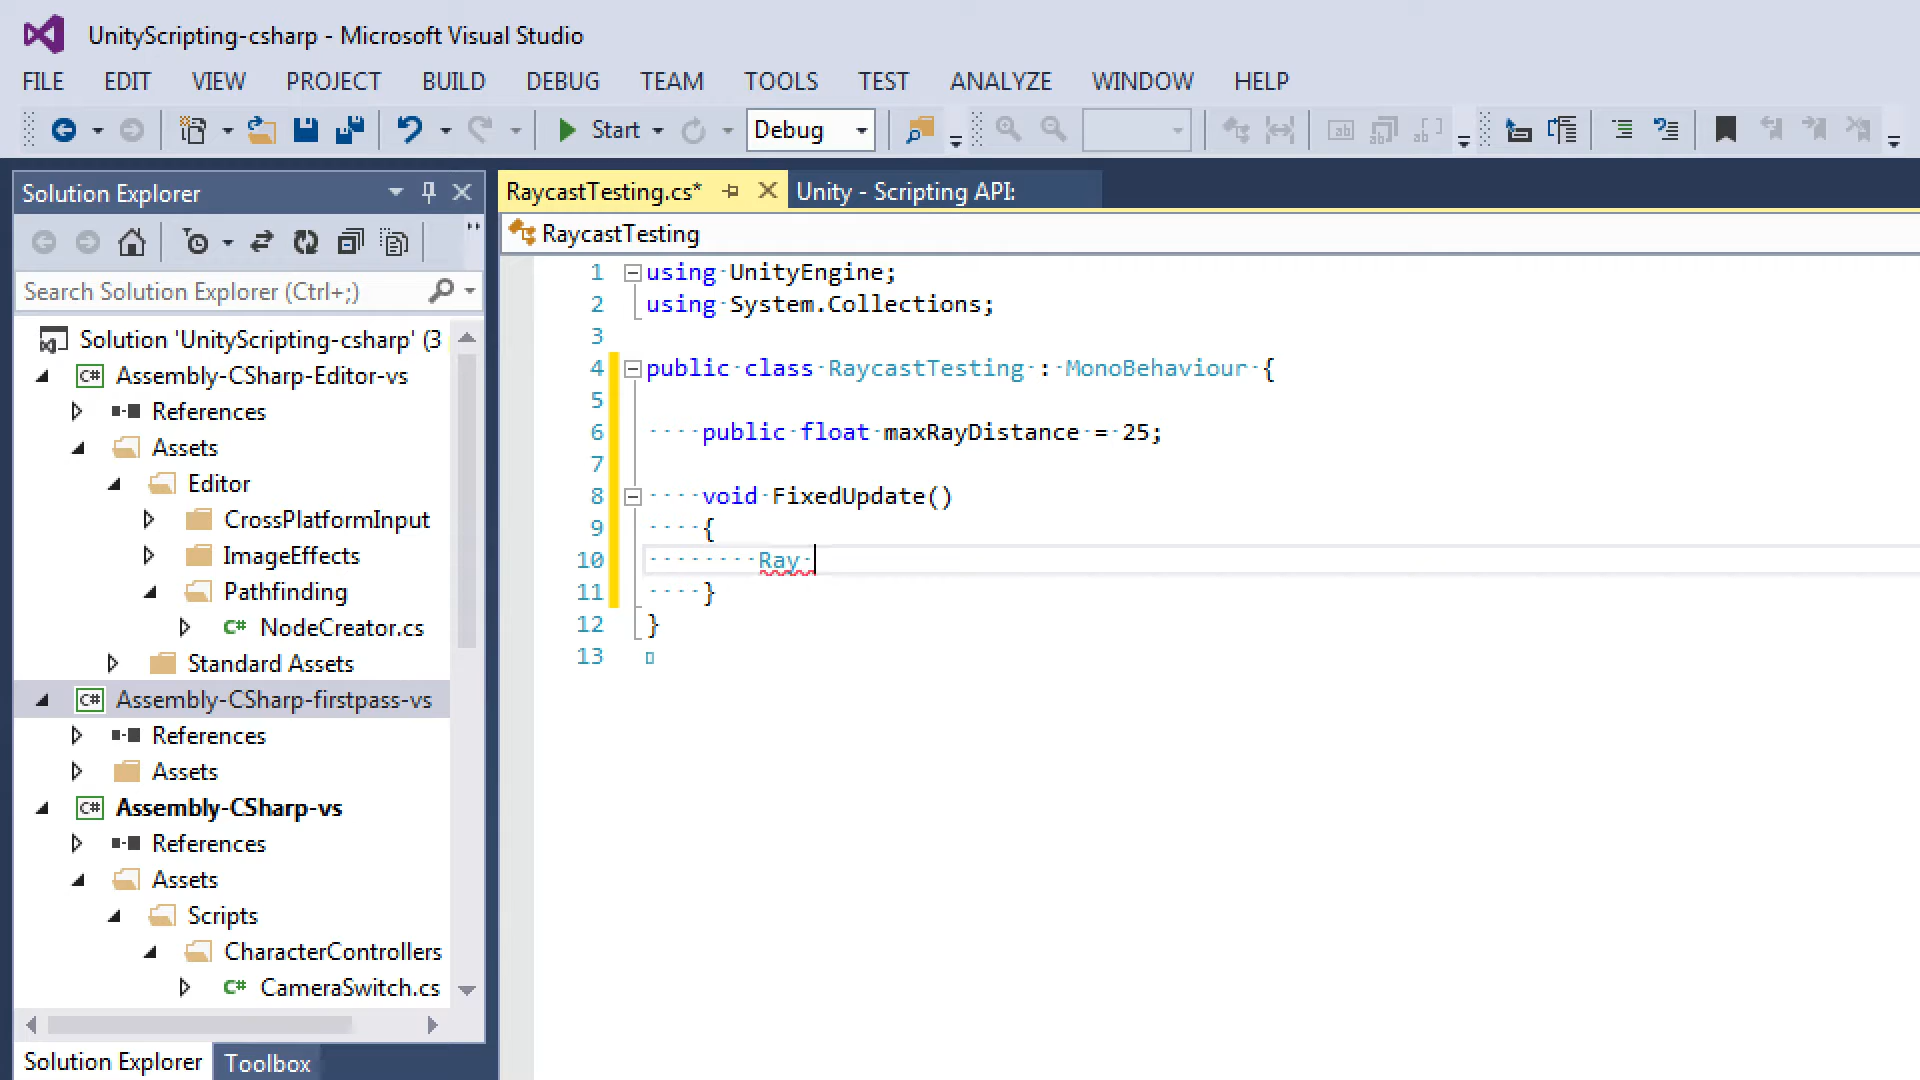 UnityScripting-csharp - Microsoft Visual Studio
FILE EDIT VIEW PROJECT BUILD DEBUG TEAM TOOLS TEST ANALYZE WINDOW HELP
Start Debug
Solution Explorer
Search Solution Explorer (Ctrl+;)
Solution 'UnityScripting-csharp' (3
C# Assembly-CSharp-Editor-vs
References
Assets
Editor
CrossPlatformInput
ImageEffects
Pathfinding
C# NodeCreator.cs
Standard Assets
C# Assembly-CSharp-firstpass-vs
References
Assets
C# Assembly-CSharp-vs
References
Assets
Scripts
CharacterControllers
C# CameraSwitch.cs
Solution Explorer Toolbox
RaycastTesting.cs* Unity - Scripting API:
RaycastTesting
1 using UnityEngine;
2 using System.Collections;
3
4 public class RaycastTesting : MonoBehaviour {
5
6 public float maxRayDistance = 25;
7
8 void FixedUpdate()
9 {
10 Ray
11 }
12 }
13